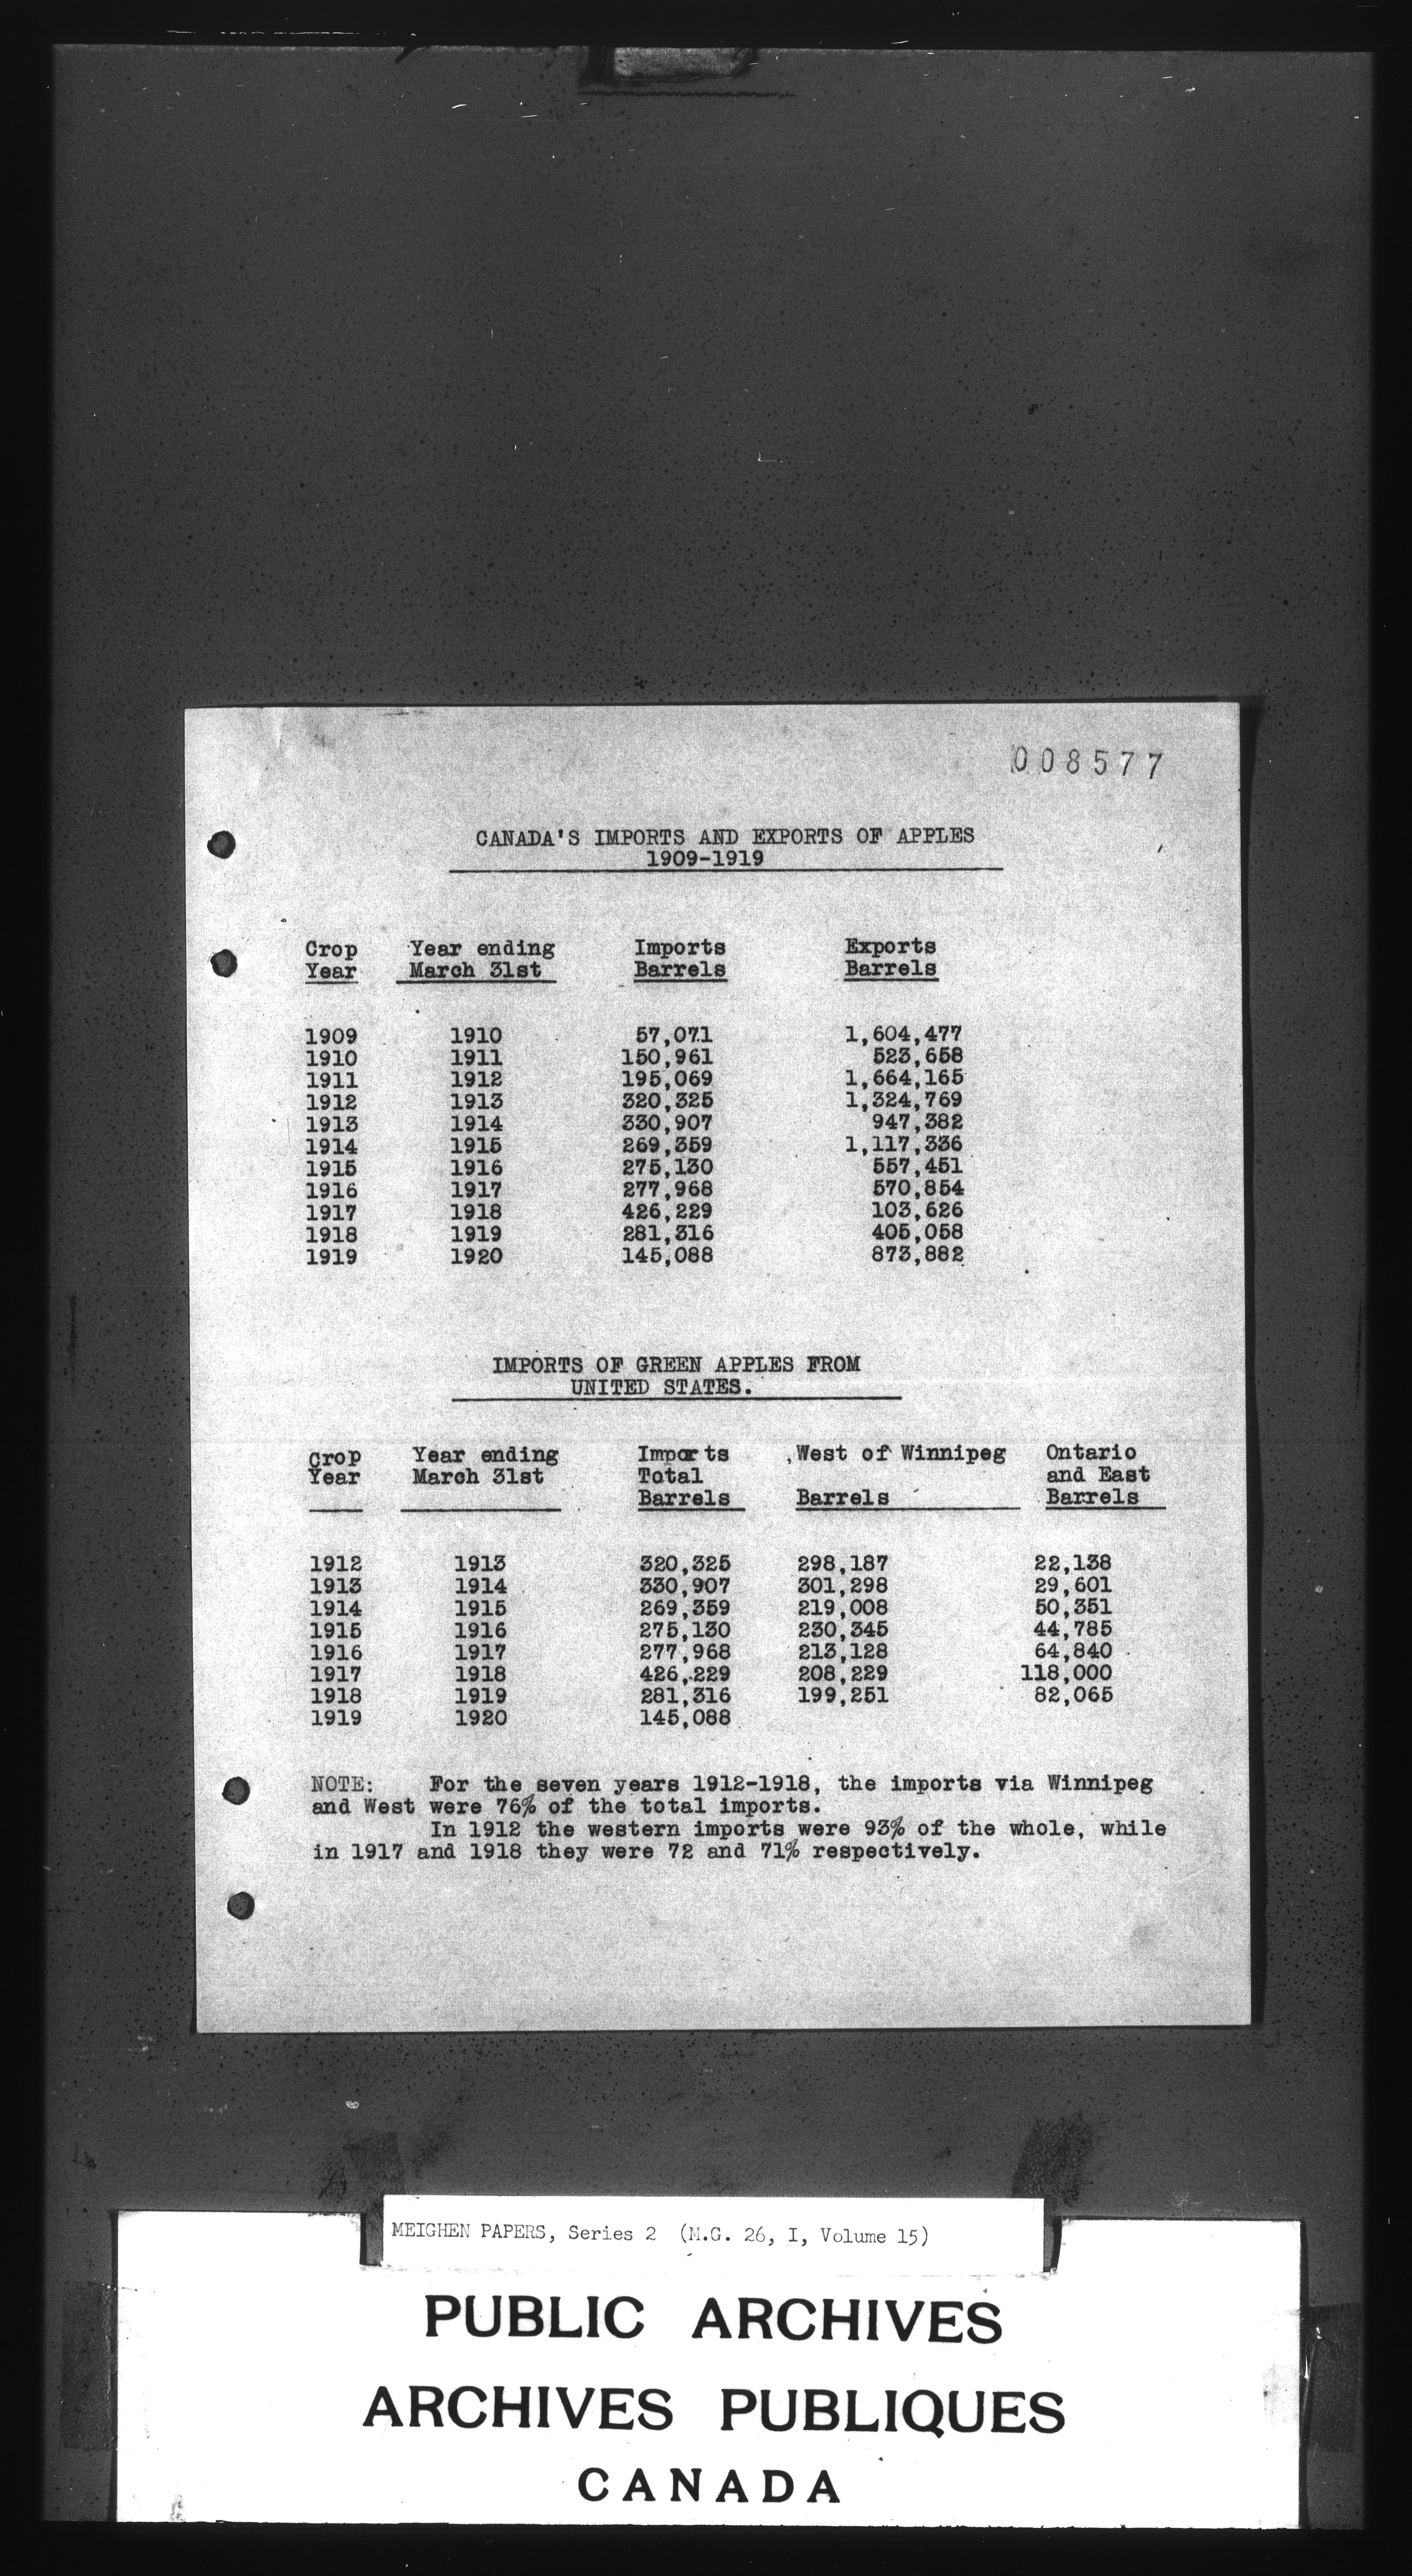 008577
CANADA'S IMPORTS AND EXPORTS OF APPLES
1909-1919
Crop Year ending Imports Exports
Year March 31st Barrels Barrels
1909 1910 57,071 1,604,477
1910 1911 150,961 523,658
1911 1912 195,069 1,664,165
1912 1913 320,325 1,324,769
1913 1914 330,907 947,382
1914 1915 269,359 1,117,336
1915 1916 275,130 557,451
1916 1917 277,968 570,854
1917 1918 426,229 103,626
1918 1919 281,316 405,058
1919 1920 145,088 873,882
IMPORTS OF GREEN APPLES FROM
UNITED STATES.
Crop Year ending Imports West of Winnipeg Ontario
Year March 31st Total and East
Barrels Barrels Barrels
1912 1913 320,325 298,187 22,138
1913 1914 330,907 301,298 29,601
1914 1915 269,359 219,008 50,351
1915 1916 275,130 230,345 44,785
1916 1917 277,968 213,128 64,840
1917 1918 426,229 208,229 118,000
1918 1919 281,316 199,251 82,065
1919 1920 145,088
NOTE: For the seven years 1912-1918, the imports via Winnipeg
and West were 76% of the total imports.
In 1912 the western imports were 93% of the whole, while
in 1917 and 1918 they were 72 and 71% respectively.
MEIGHEN PAPERS, Series 2 (M.G. 26, I, Volume 15)
PUBLIC ARCHIVES
ARCHIVES PUBLIQUES
CANADA